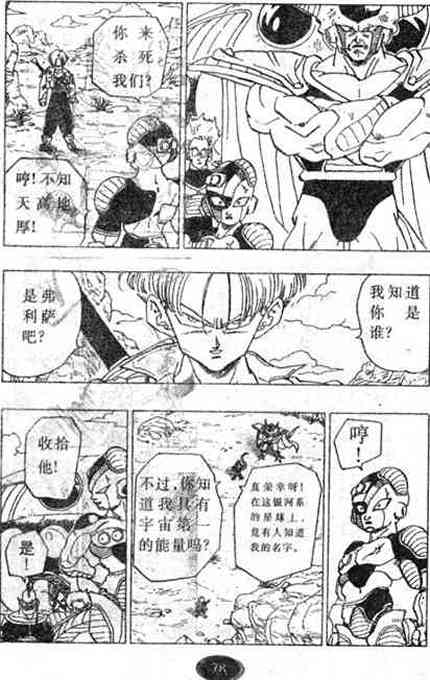 你来
杀死
我们?
哼!不知
天高地
厚!
我知道
你是
谁?
是弗
利萨
吧?
哼!
真荣幸呀!
在这银河系
的星球上,
竟有人知道
我的名字。
不过,你知
道我具有
宇宙第一
的能量吗?
收拾
他!
是!
78